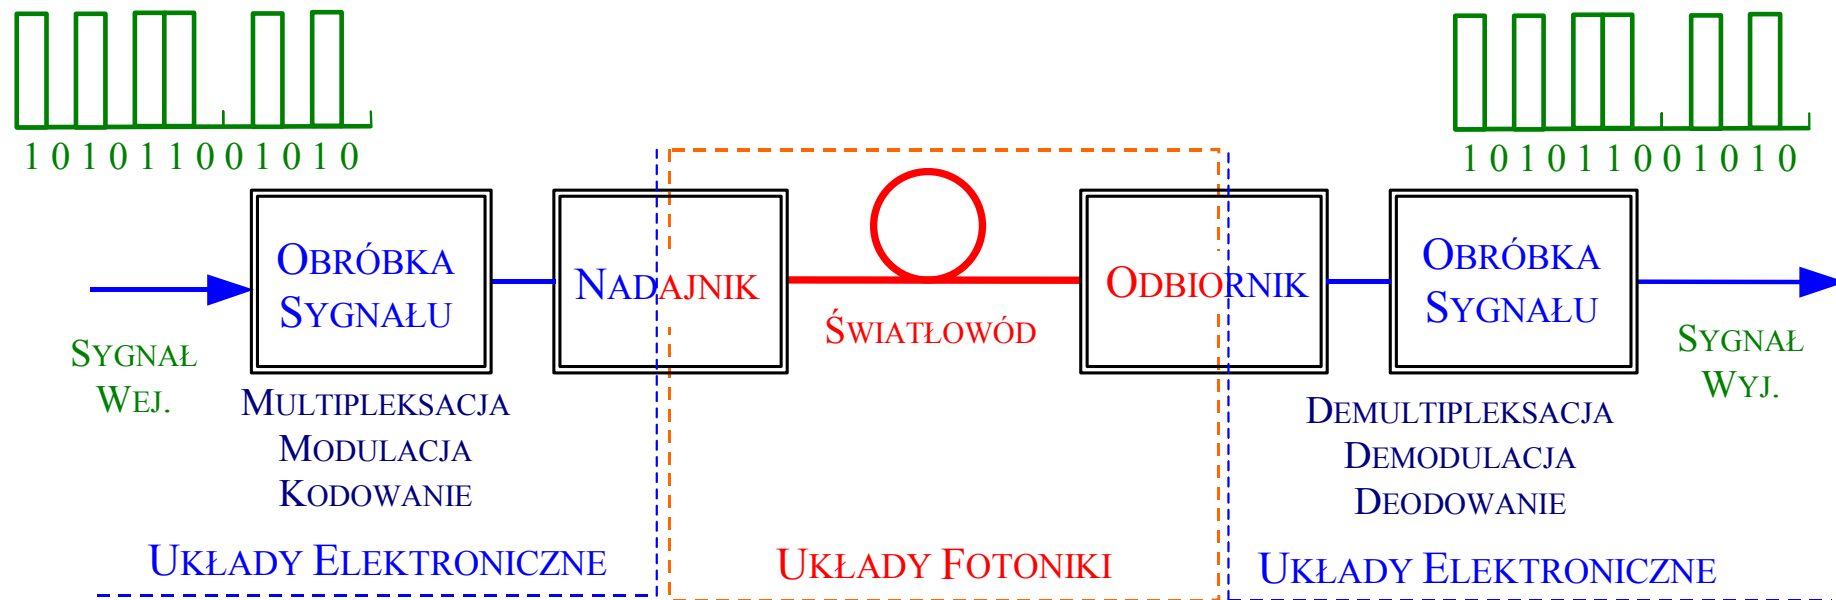 1 0 1 0 1 1 0 0 1 0 1 0
1 0 1 0 1 1 0 0 1 0 1 0
OBRÓBKA
SYGNAŁU
NADAJNIK
ŚWIATŁOWÓD
ODBIORNIK
OBRÓBKA
SYGNAŁU
SYGNAŁ
WEJ.
SYGNAŁ
WYJ.
MULTIPLEKSACJA
MODULACJA
KODOWANIE
DEMULTIPLEKSACJA
DEMODULACJA
DEODOWANIE
UKŁADY ELEKTRONICZNE
UKŁADY FOTONIKI
UKŁADY ELEKTRONICZNE